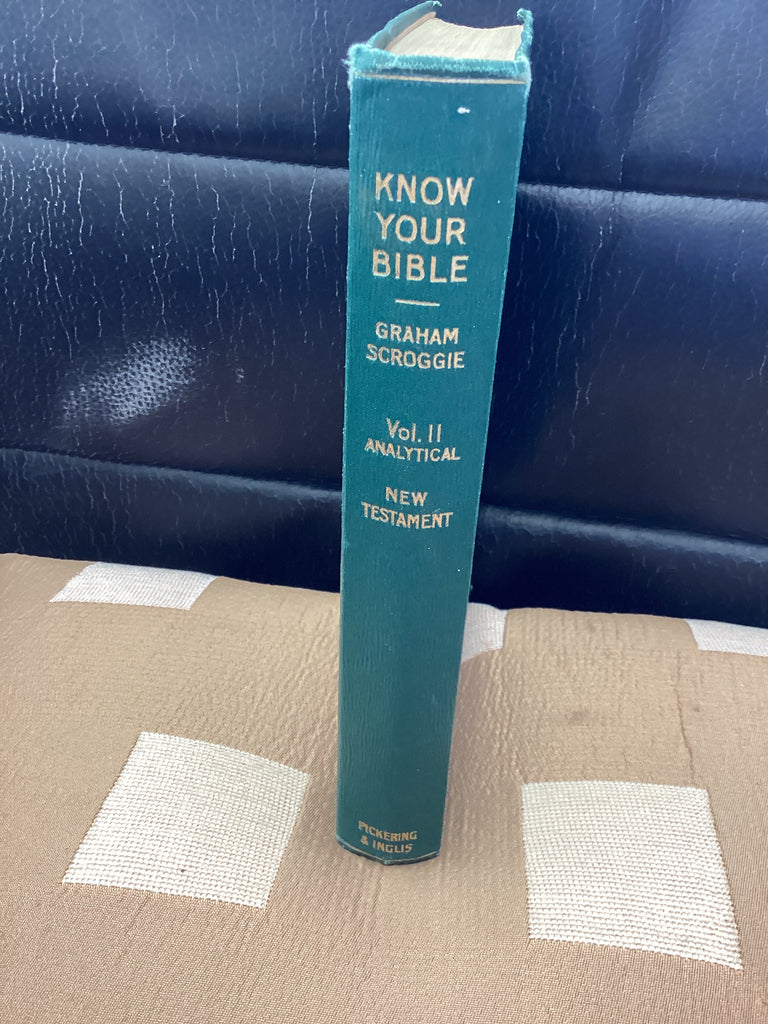 KNOW
YOUR
BIBLE
GRAHAM
SCROGGIE
Vol. II
ANALYTICAL
NEW
TESTAMENT
PICKERING
& INGLIS